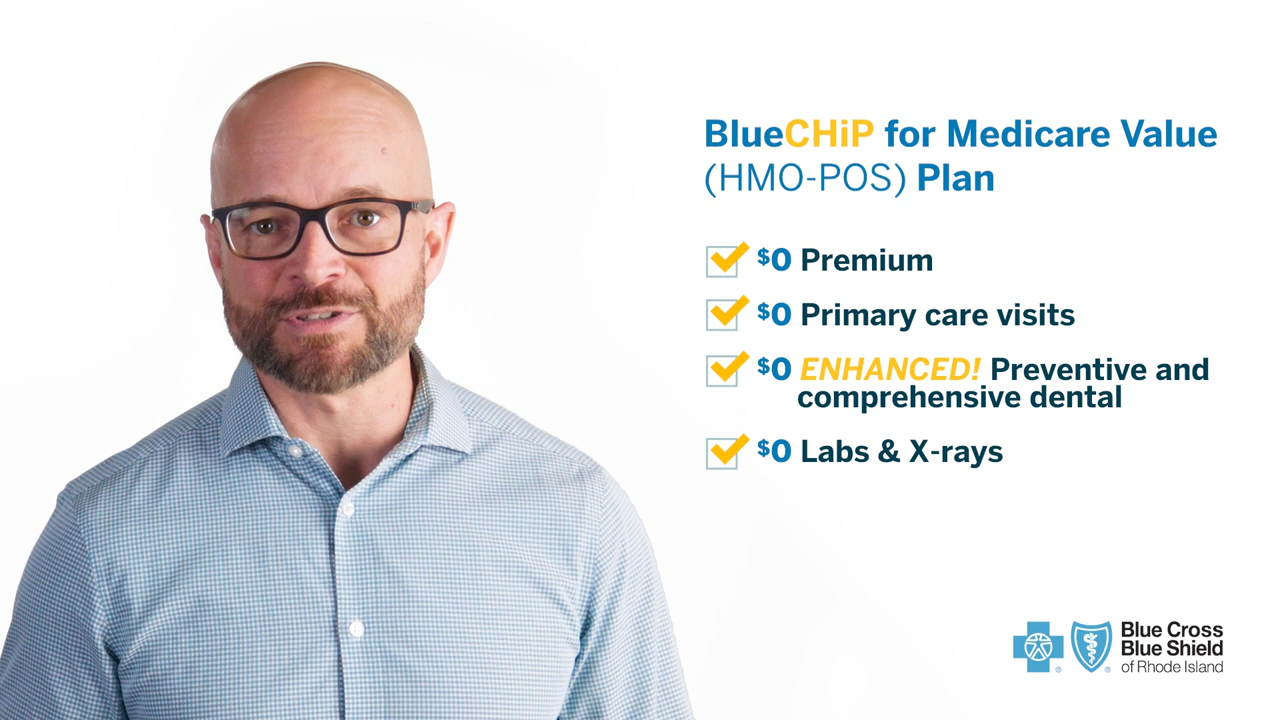 BlueCHiP for Medicare Value
(HMO-POS) Plan
$0 Premium
$0 Primary care visits
$0 ENHANCED! Preventive and
comprehensive dental
$0 Labs & X-rays
Blue Cross
Blue Shield
of Rhode Island